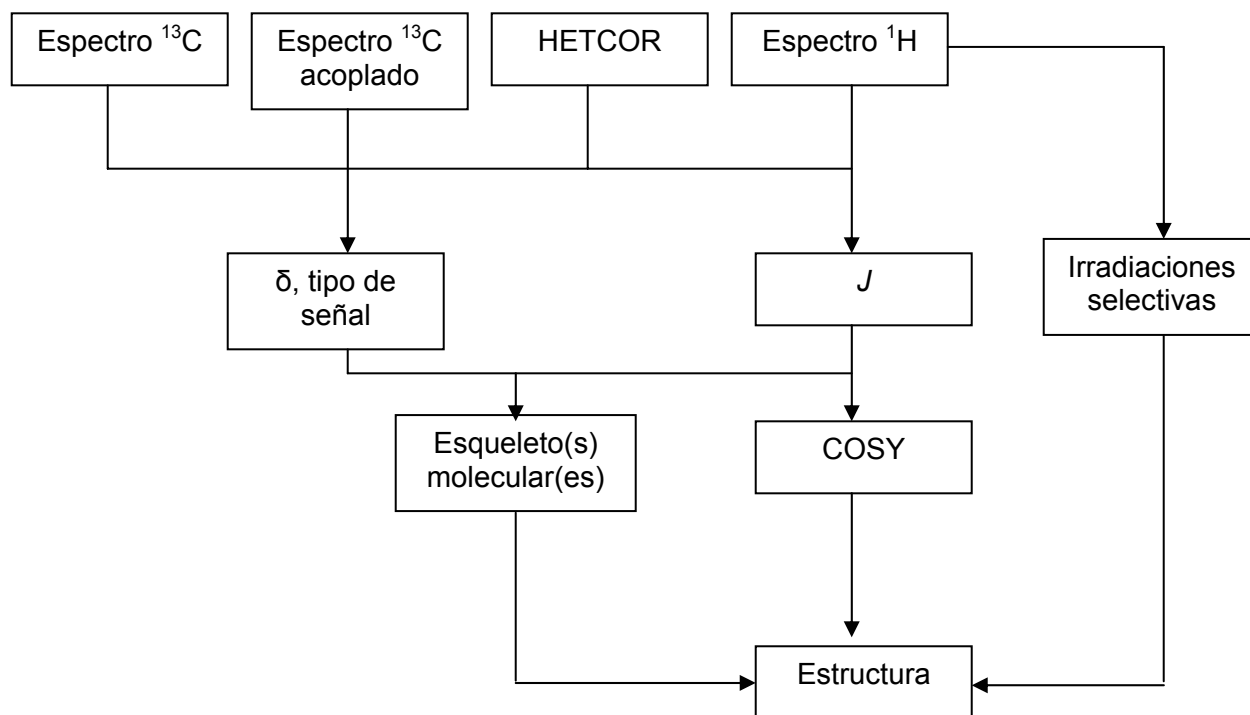 Espectro ¹³C
Espectro ¹³C
acoplado
HETCOR
Espectro ¹H
δ, tipo de
señal
J
Irradiaciones
selectivas
Esqueleto(s)
molecular(es)
COSY
Estructura